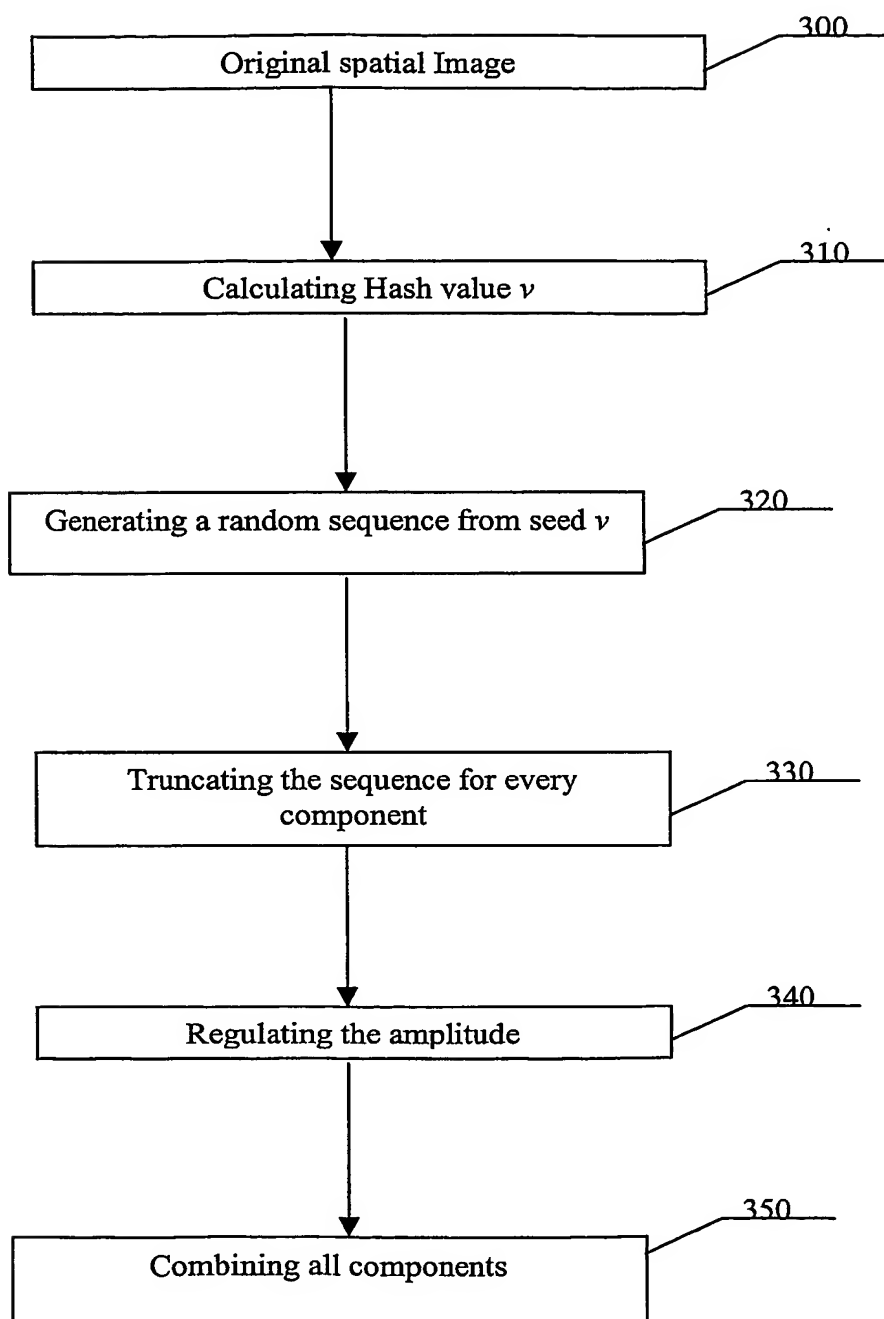 300
Original spatial Image
310
Calculating Hash value v
320
Generating a random sequence from seed v
330
Truncating the sequence for every
component
340
Regulating the amplitude
350
Combining all components